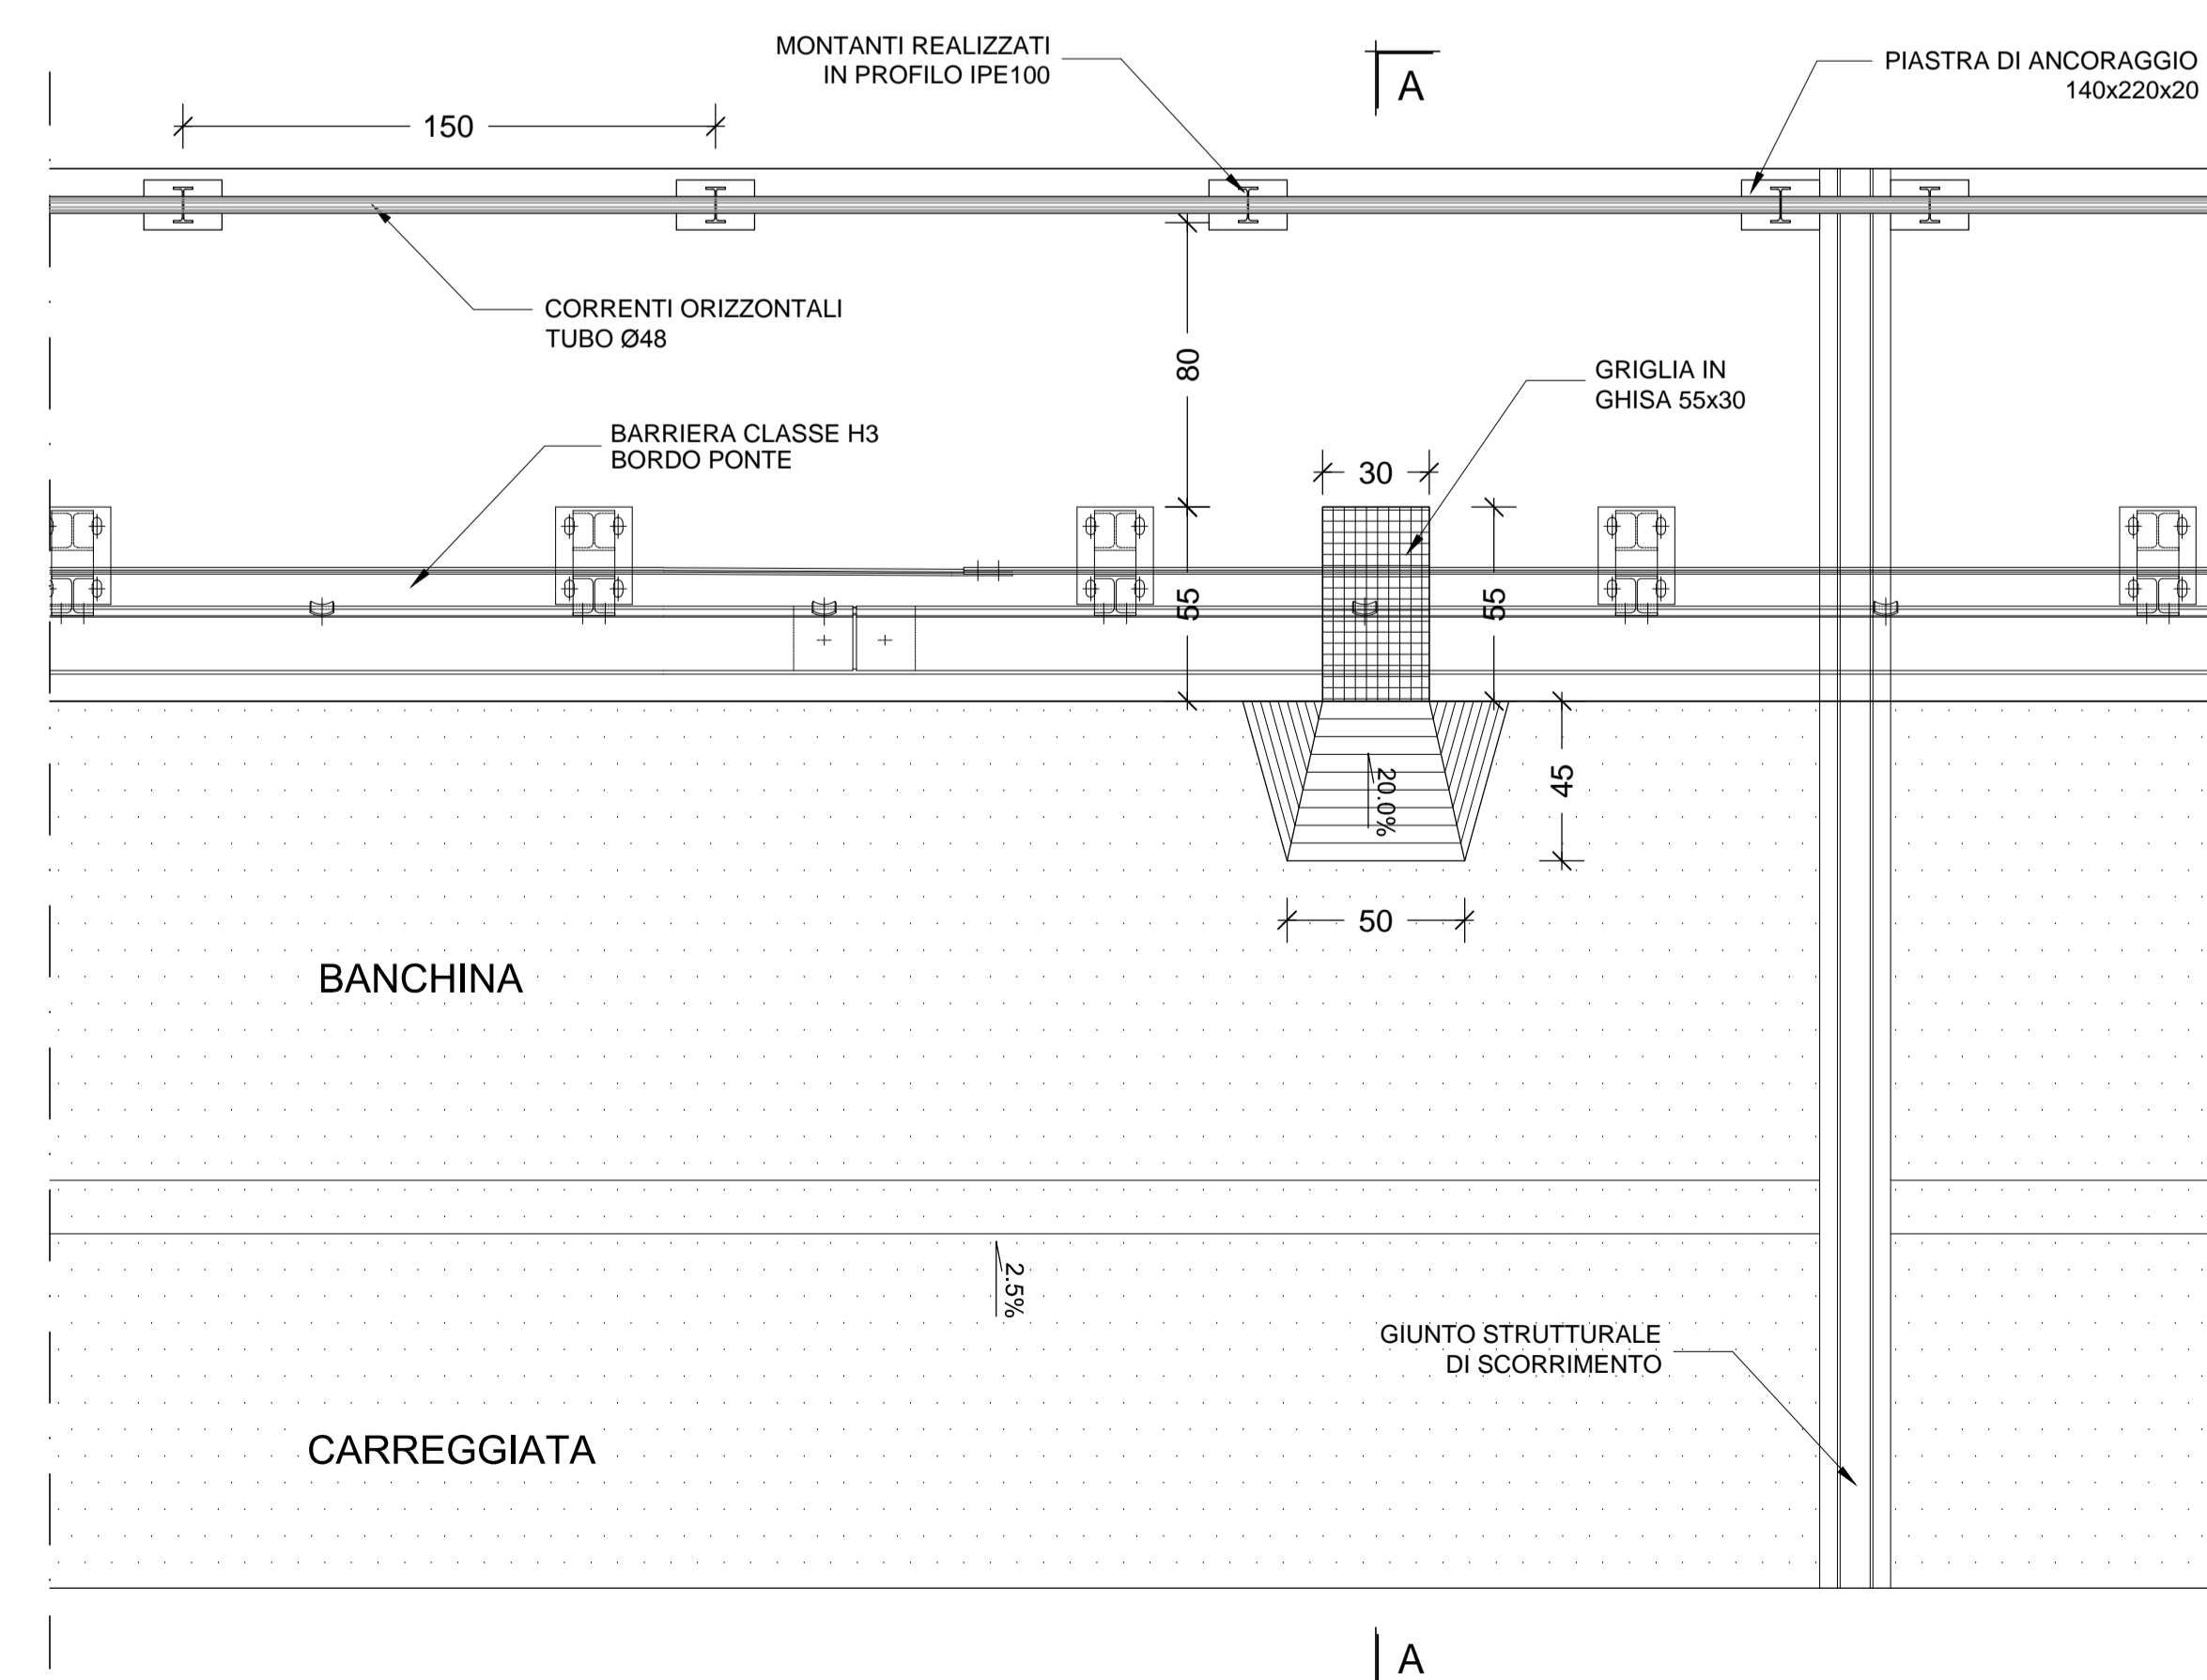 MONTANTI REALIZZATI
IN PROFILO IPE100
A
PIASTRA DI ANCORAGGIO
140x220x20
150
CORRENTI ORIZZONTALI
TUBO Ø48
80
GRIGLIA IN
GHISA 55x30
BARRIERA CLASSE H3
BORDO PONTE
30
55
55
45
20.0%
50
BANCHINA
2.5%
GIUNTO STRUTTURALE
DI SCORRIMENTO
CARREGGIATA
A